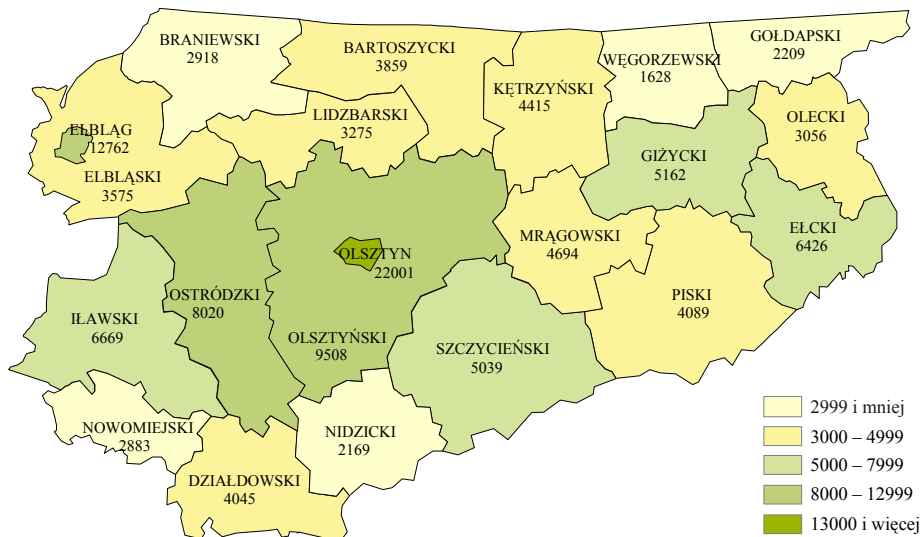 BRANIEWSKI
2918
BARTOSZYCKI
3859
KĘTRZYŃSKI
4415
WĘGORZEWSKI
1628
GOŁDAPSKI
2209
ELBLĄG
12762
ELBLĄSKI
3575
LIDZBARSKI
3275
GIŻYCKI
5162
OLECKI
3056
EŁCKI
6426
MRĄGOWSKI
4694
OLSZTYN
22001
OLSZTYŃSKI
9508
OSTRÓDZKI
8020
IŁAWSKI
6669
SZCZYCIEŃSKI
5039
PISKI
4089
NOWOMIEJSKI
2883
NIDZICKI
2169
DZIAŁDOWSKI
4045
2999 i mniej
3000 – 4999
5000 – 7999
8000 – 12999
13000 i więcej